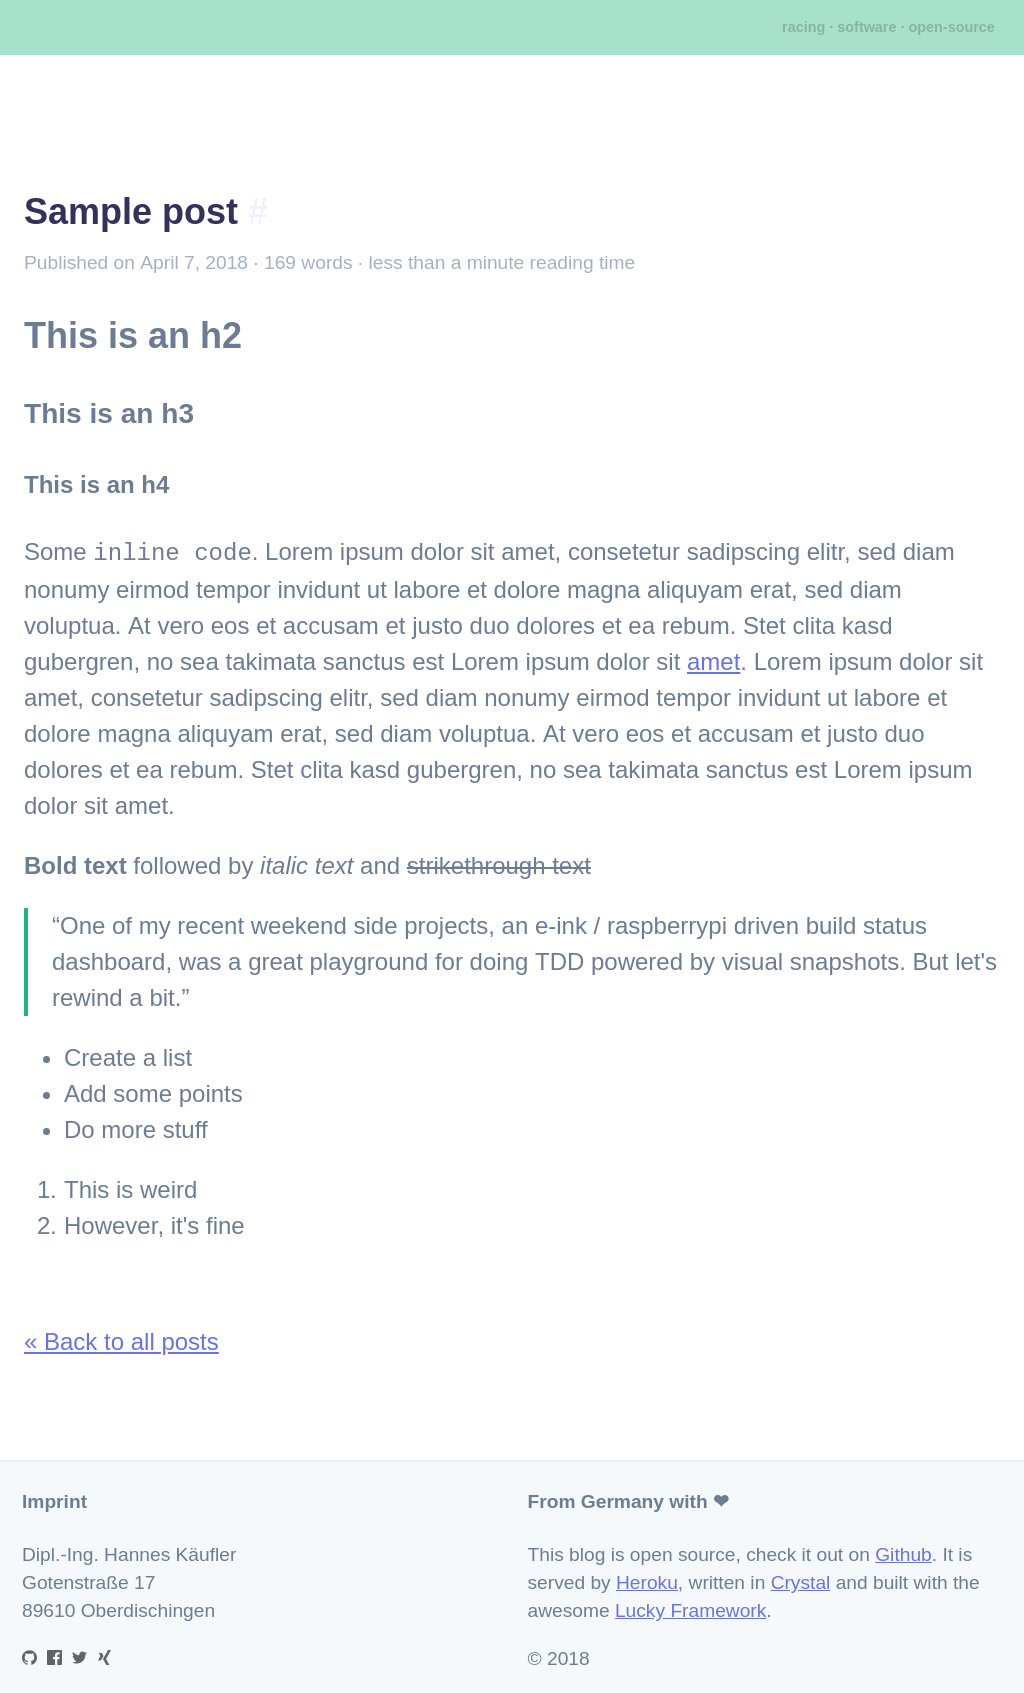 racing · software · open-source
Sample post #
Published on April 7, 2018 · 169 words · less than a minute reading time
This is an h2
This is an h3
This is an h4
Some inline code. Lorem ipsum dolor sit amet, consetetur sadipscing elitr, sed diam
nonumy eirmod tempor invidunt ut labore et dolore magna aliquyam erat, sed diam
voluptua. At vero eos et accusam et justo duo dolores et ea rebum. Stet clita kasd
gubergren, no sea takimata sanctus est Lorem ipsum dolor sit amet. Lorem ipsum dolor sit
amet, consetetur sadipscing elitr, sed diam nonumy eirmod tempor invidunt ut labore et
dolore magna aliquyam erat, sed diam voluptua. At vero eos et accusam et justo duo
dolores et ea rebum. Stet clita kasd gubergren, no sea takimata sanctus est Lorem ipsum
dolor sit amet.
Bold text followed by italic text and strikethrough text
“One of my recent weekend side projects, an e-ink / raspberrypi driven build status
dashboard, was a great playground for doing TDD powered by visual snapshots. But let's
rewind a bit.”
• Create a list
• Add some points
• Do more stuff
1. This is weird
2. However, it's fine
« Back to all posts
Imprint
Dipl.-Ing. Hannes Käufler
Gotenstraße 17
89610 Oberdischingen
From Germany with ❤
This blog is open source, check it out on Github. It is
served by Heroku, written in Crystal and built with the
awesome Lucky Framework.
© 2018